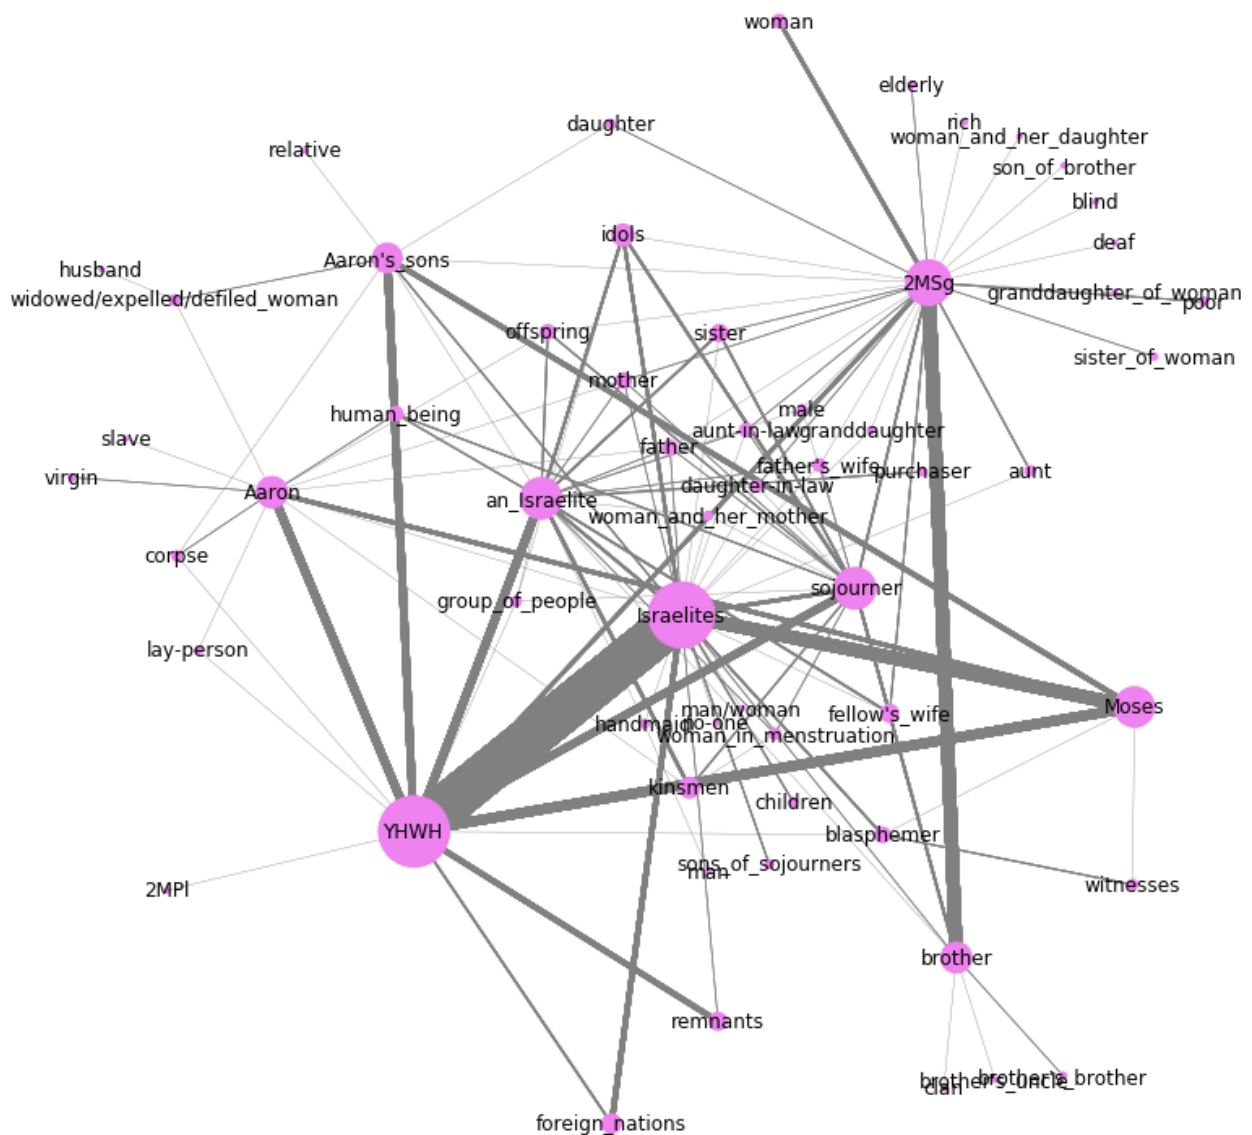 woman
elderly
rich
daughter
woman_and_her_daughter
relative
son_of_brother
blind
idols
deaf
Aaron's_sons
husband
2MSg
granddaughter_of_woman
widowed/expelled/defiled_woman
poor
offspring
sister
sister_of_woman
mother
male
human_being
aunt-in-law
granddaughter
slave
father
father's_wife
purchaser
aunt
virgin
daughter-in-law
Aaron
an_Israelite
woman_and_her_mother
corpse
sojourner
group_of_people
Israelites
lay-person
Moses
man/woman
fellow's_wife
handmaid
no-one
woman_in_menstruation
kinsmen
children
YHWH
blasphemer
sons_of_sojourners
man
2MPl
witnesses
brother
remnants
brother's_uncle
brother's_brother
clan
foreign_nations